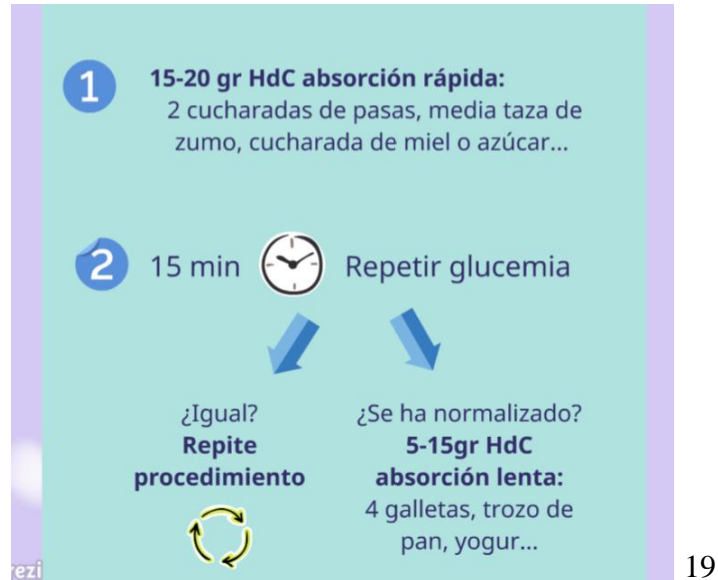 1
15-20 gr HdC absorción rápida:
2 cucharadas de pasas, media taza de
zumo, cucharada de miel o azúcar...
2
15 min
Repetir glucemia
¿Igual?
Repite
procedimiento
¿Se ha normalizado?
5-15gr HdC
absorción lenta:
4 galletas, trozo de
pan, yogur...
ezi
19